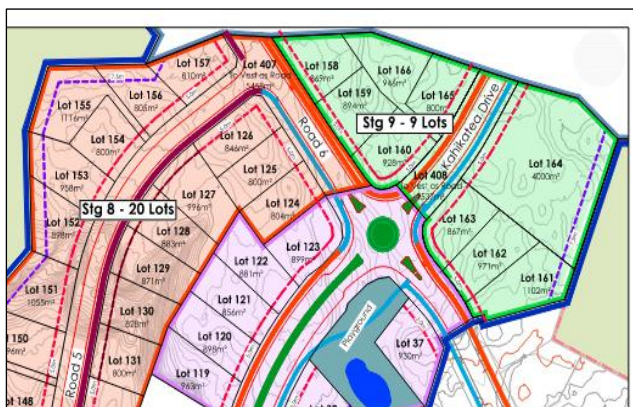 Lot 157
810m²
Lot 407
To Vest as Road
Lot 158
869m²
Lot 166
Lot 156
805m²
Lot 159
894m²
Lot 165
800m²
Lot 155
1116m²
Stg 9 - 9 Lots
Kahikatea Drive
Lot 154
800m²
Lot 126
846m²
Road 6
Lot 160
928m²
Lot 164
4000m²
Lot 153
958m²
Lot 125
800m²
Lot 408
To Vest as Road
Stg 8 - 20 Lots
Lot 127
996m²
Lot 124
804m²
Lot 152
898m²
Lot 163
867m²
Lot 128
883m²
Lot 123
899m²
Lot 122
881m²
Lot 162
971m²
Lot 151
1055m²
Lot 129
871m²
Lot 121
856m²
Lot 161
1102m²
Lot 130
828m²
Playground
Lot 150
96m²
Lot 120
898m²
Lot 37
930m²
Road 5
Lot 131
800m²
Lot 119
963m²
Lot 148